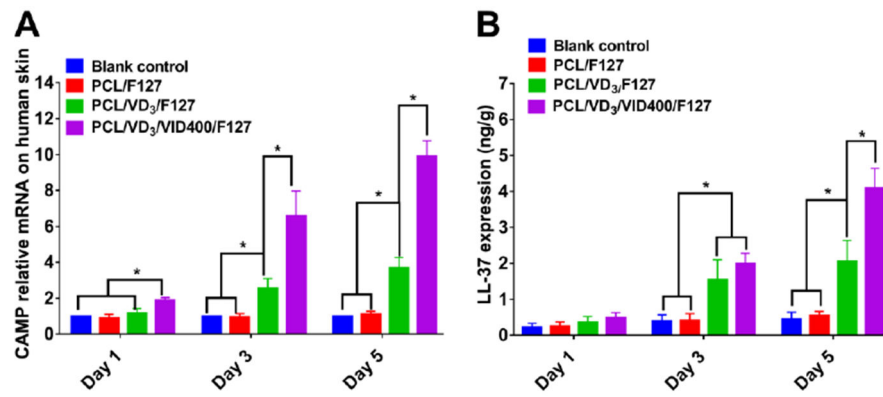 A
CAMP relative mRNA on human skin
Blank control
PCL/F127
PCL/VD₃/F127
PCL/VD₃/VID400/F127
14
12
10
8
6
4
2
0
*
*
*
*
*
Day 1
Day 3
Day 5
B
LL-37 expression (ng/g)
Blank control
PCL/F127
PCL/VD₃/F127
PCL/VD₃/VID400/F127
7
6
5
4
3
2
1
0
*
*
*
Day 1
Day 3
Day 5